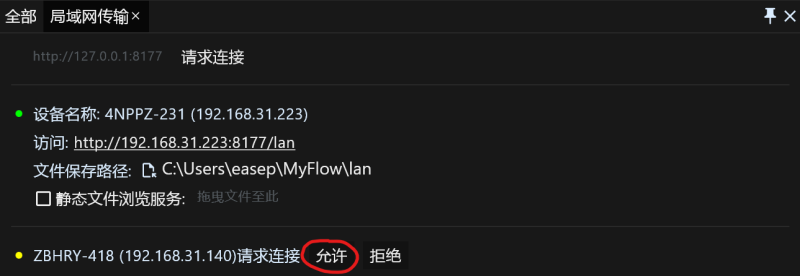 全部 局域网传输×
http://127.0.0.1:8177 请求连接
设备名称: 4NPPZ-231 (192.168.31.223)
访问: http://192.168.31.223:8177/lan
文件保存路径: C:\Users\easep\MyFlow\lan
静态文件浏览服务: 拖曳文件至此
ZBHRY-418 (192.168.31.140)请求连接 允许 拒绝